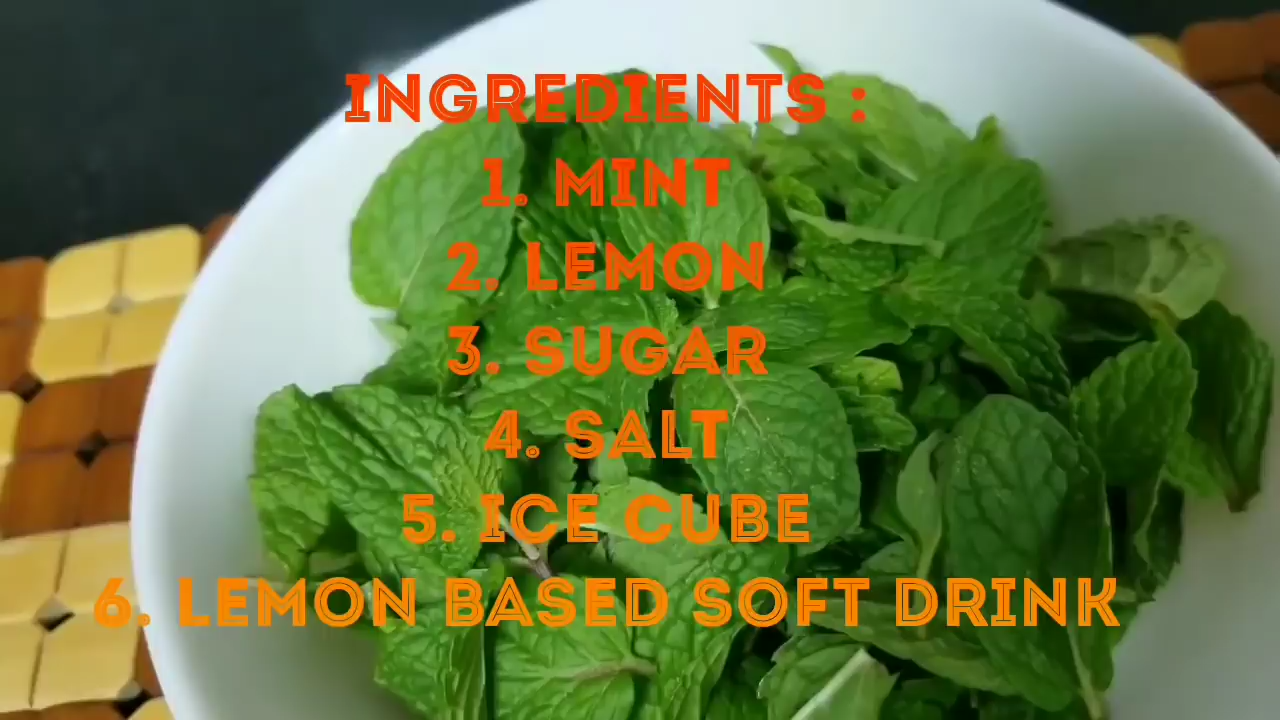 INGREDIENTS :
1. MINT
2. LEMON
3. SUGAR
4. SALT
5. ICE CUBE
6. LEMON BASED SOFT DRINK